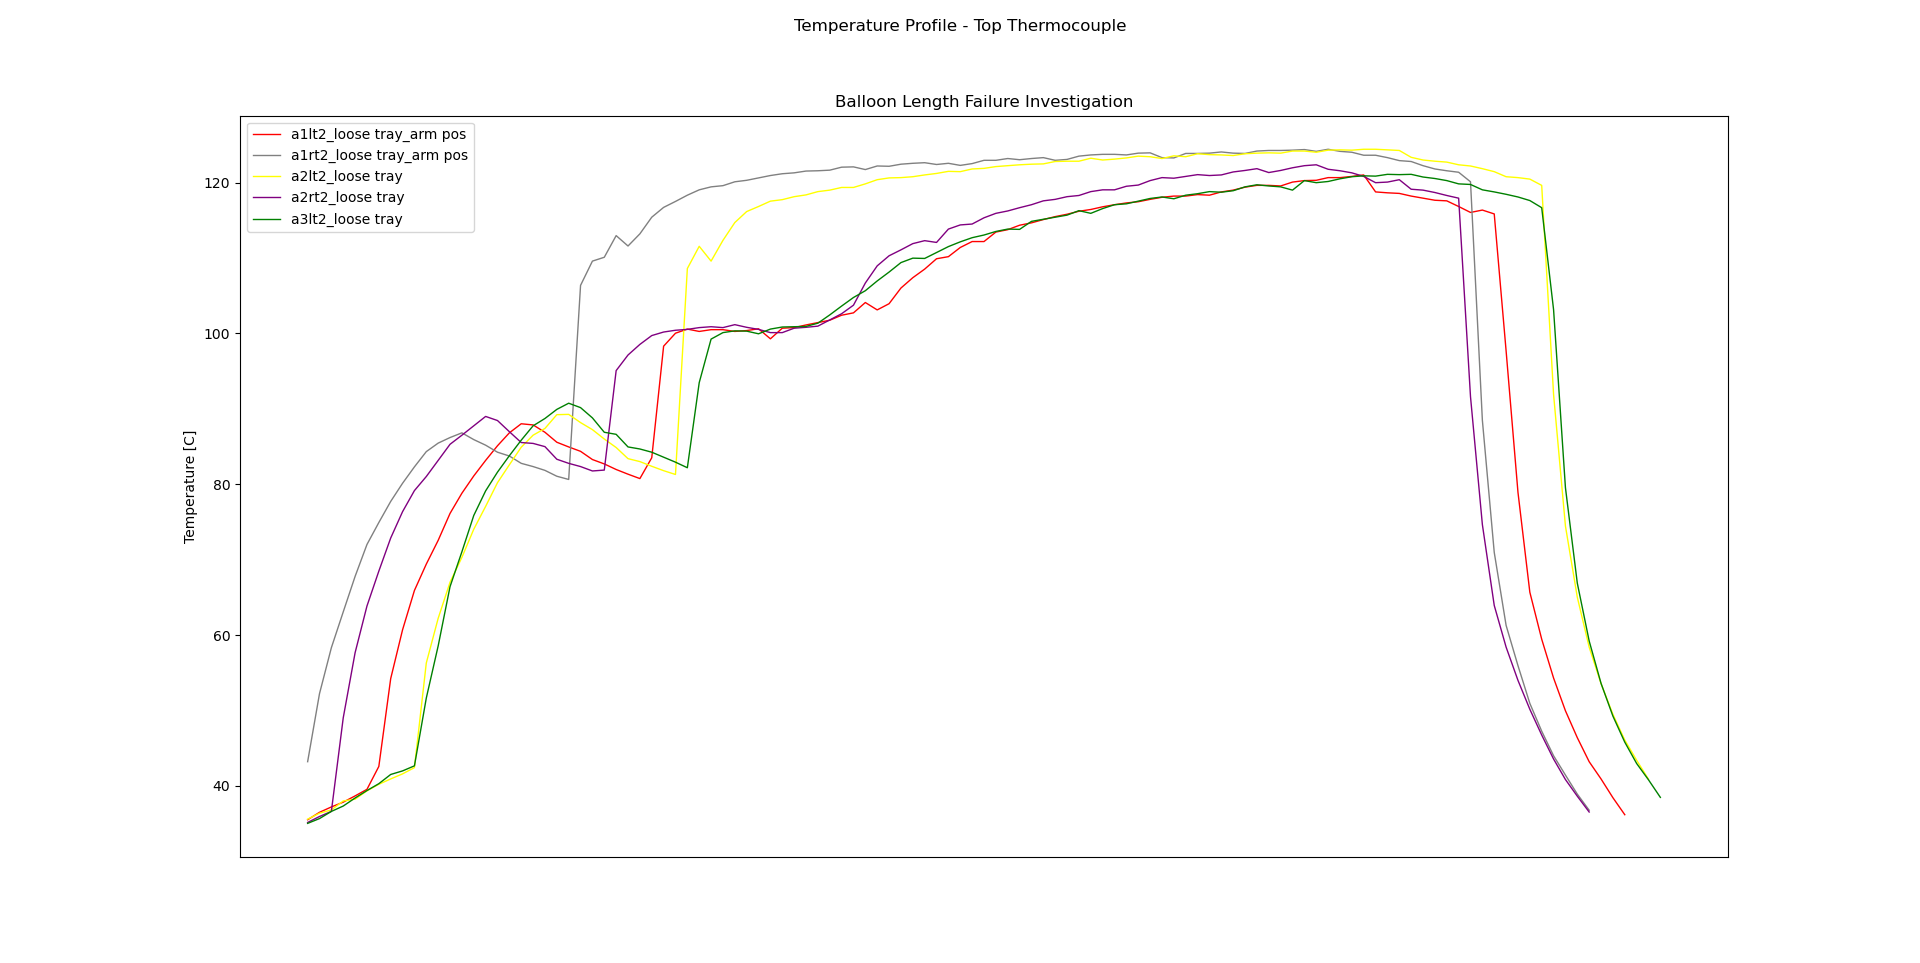 Temperature Profile - Top Thermocouple
Balloon Length Failure Investigation
a1lt2_loose tray_arm pos
a1rt2_loose tray_arm pos
a2lt2_loose tray
a2rt2_loose tray
a3lt2_loose tray
120
100
80
60
40
Temperature [C]